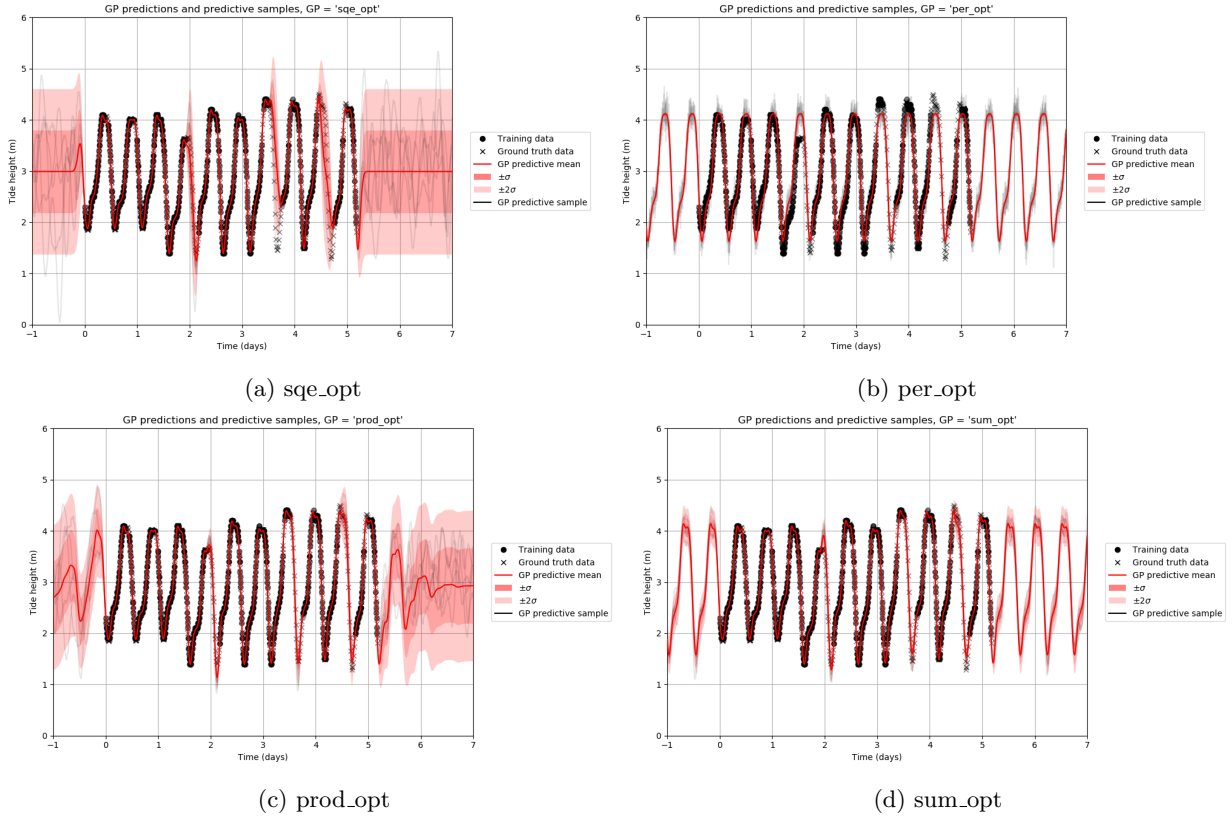 GP predictions and predictive samples, GP = 'sqe_opt'
Tide height (m)
6
5
4
3
2
1
0
−1 0 1 2 3 4 5 6 7
Time (days)
Training data
Ground truth data
GP predictive mean
±σ
±2σ
GP predictive sample
(a) sqe_opt
GP predictions and predictive samples, GP = 'per_opt'
Tide height (m)
6
5
4
3
2
1
0
−1 0 1 2 3 4 5 6 7
Time (days)
Training data
Ground truth data
GP predictive mean
±σ
±2σ
GP predictive sample
(b) per_opt
GP predictions and predictive samples, GP = 'prod_opt'
Tide height (m)
6
5
4
3
2
1
0
−1 0 1 2 3 4 5 6 7
Time (days)
Training data
Ground truth data
GP predictive mean
±σ
±2σ
GP predictive sample
(c) prod_opt
GP predictions and predictive samples, GP = 'sum_opt'
Tide height (m)
6
5
4
3
2
1
0
−1 0 1 2 3 4 5 6 7
Time (days)
Training data
Ground truth data
GP predictive mean
±σ
±2σ
GP predictive sample
(d) sum_opt